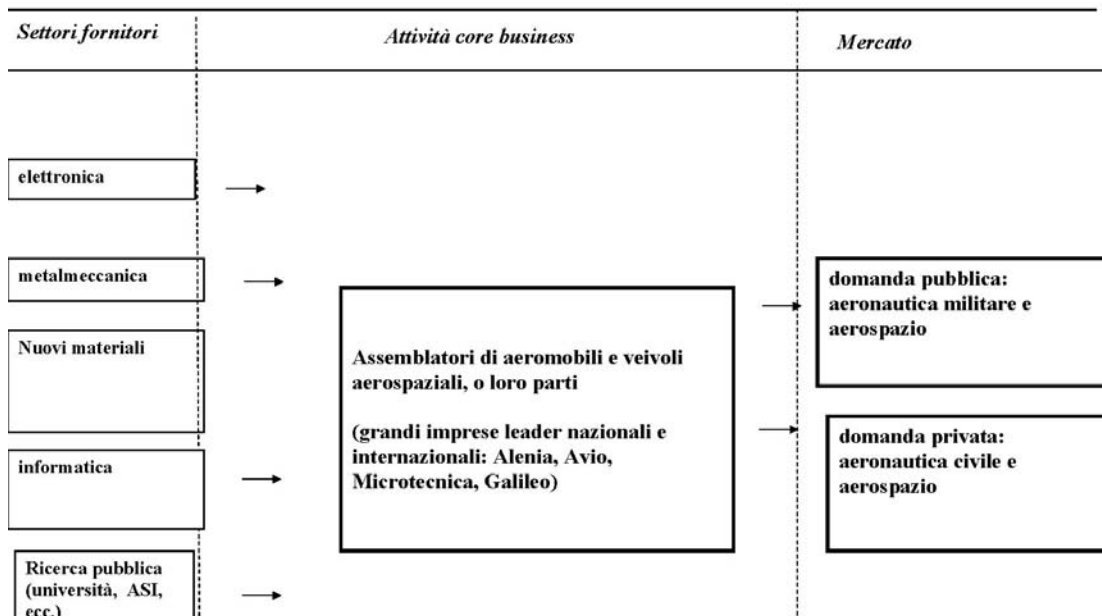 Settori fornitori
Attività core business
Mercato
elettronica
metalmeccanica
Nuovi materiali
informatica
Ricerca pubblica
(università, ASI,
ecc.)
Assemblatori di aeromobili e veivoli
aerospaziali, o loro parti
(grandi imprese leader nazionali e
internazionali: Alenia, Avio,
Microtecnica, Galileo)
domanda pubblica:
aeronautica militare e
aerospazio
domanda privata:
aeronautica civile e
aerospazio